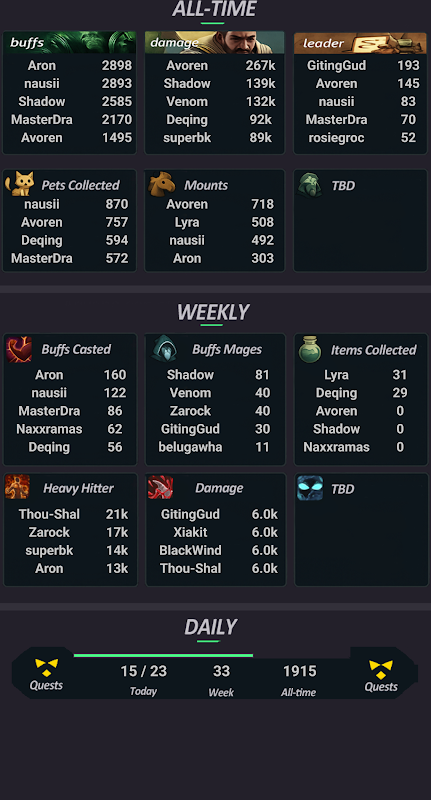 ALL-TIME
buffs
Aron 2898
nausii 2893
Shadow 2585
MasterDra 2170
Avoren 1495
damage
Avoren 267k
Shadow 139k
Venom 132k
Deqing 92k
superbk 89k
leader
GitingGud 193
Avoren 145
nausii 83
MasterDra 70
rosiegroc 52
Pets Collected
nausii 870
Avoren 757
Deqing 594
MasterDra 572
Mounts
Avoren 718
Lyra 508
nausii 492
Aron 303
TBD
WEEKLY
Buffs Casted
Aron 160
nausii 122
MasterDra 86
Naxxramas 62
Deqing 56
Buffs Mages
Shadow 81
Venom 40
Zarock 40
GitingGud 30
belugawha 11
Items Collected
Lyra 31
Deqing 29
Avoren 0
Shadow 0
Naxxramas 0
Heavy Hitter
Thou-Shal 21k
Zarock 17k
superbk 14k
Aron 13k
Damage
GitingGud 6.0k
Xiakit 6.0k
BlackWind 6.0k
Thou-Shal 6.0k
TBD
DAILY
Quests
15 / 23
Today
33
Week
1915
All-time
Quests